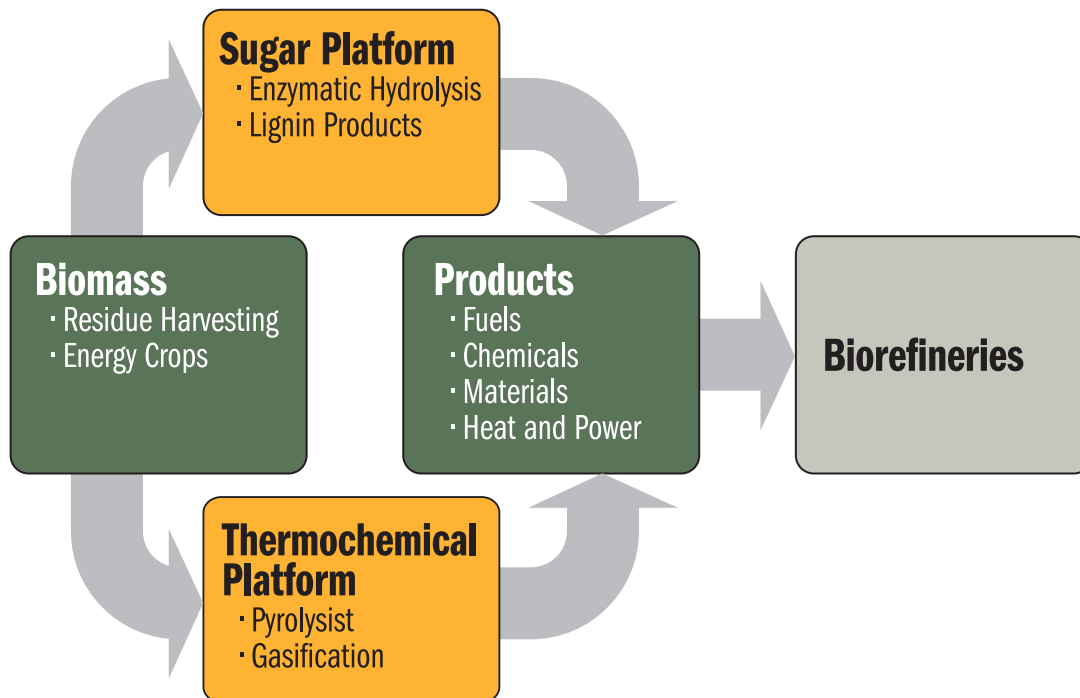 Sugar Platform
· Enzymatic Hydrolysis
· Lignin Products
Biomass
· Residue Harvesting
· Energy Crops
Products
· Fuels
· Chemicals
· Materials
· Heat and Power
Biorefineries
Thermochemical
Platform
· Pyrolysist
· Gasification